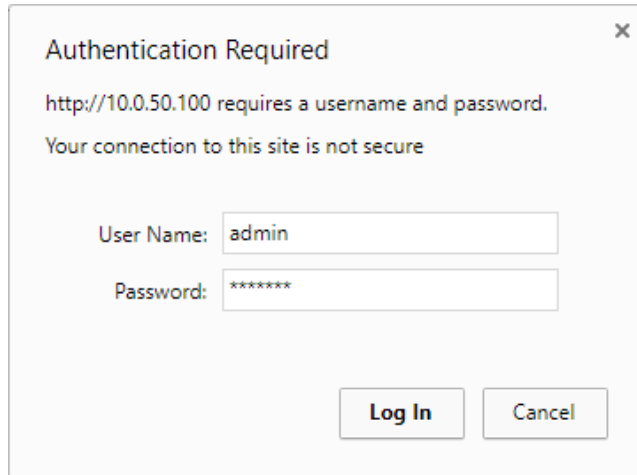 Authentication Required
http://10.0.50.100 requires a username and password.
Your connection to this site is not secure
User Name: admin
Password: *******
Log In Cancel